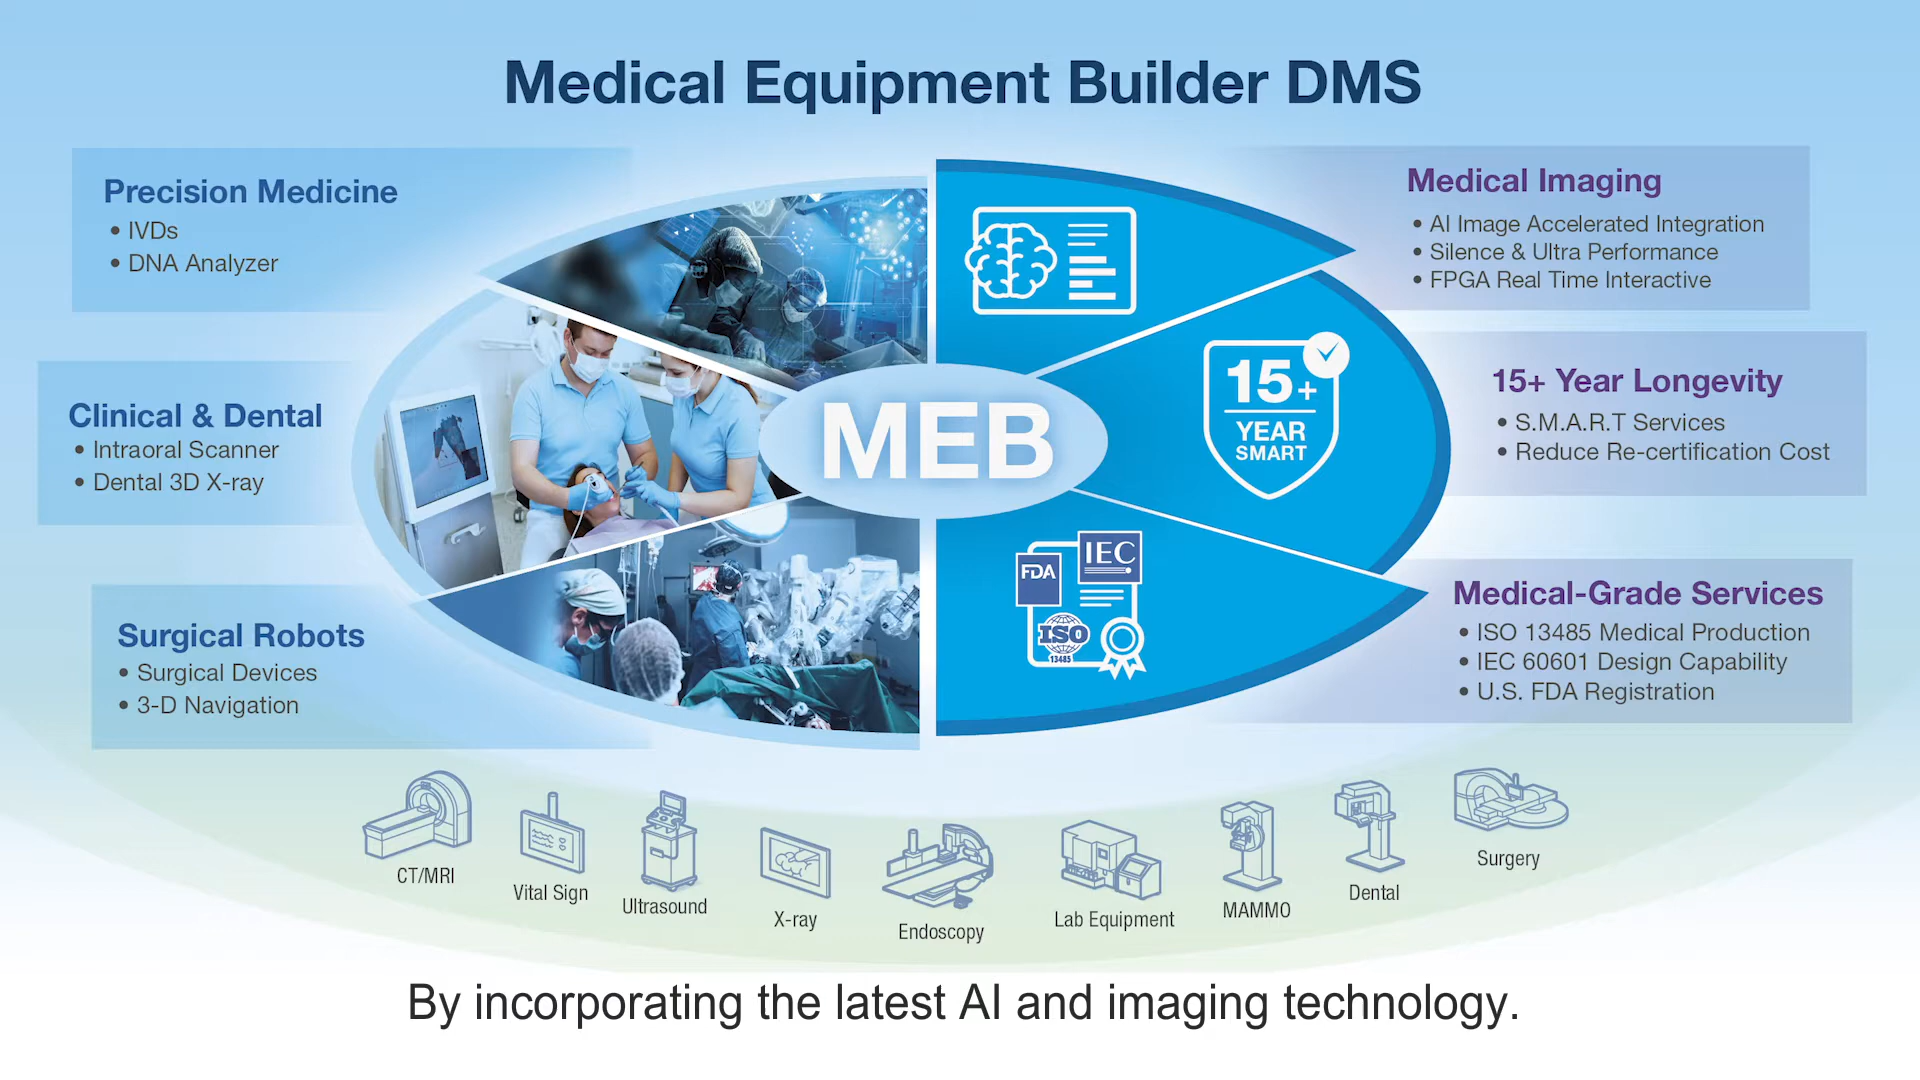 Medical Equipment Builder DMS
Precision Medicine
• IVDs
• DNA Analyzer
Clinical & Dental
• Intraoral Scanner
• Dental 3D X-ray
Surgical Robots
• Surgical Devices
• 3-D Navigation
MEB
15+
YEAR
SMART
FDA
IEC
ISO
13485
Medical Imaging
• AI Image Accelerated Integration
• Silence & Ultra Performance
• FPGA Real Time Interactive
15+ Year Longevity
• S.M.A.R.T Services
• Reduce Re-certification Cost
Medical-Grade Services
• ISO 13485 Medical Production
• IEC 60601 Design Capability
• U.S. FDA Registration
CT/MRI
Vital Sign
Ultrasound
X-ray
Endoscopy
Lab Equipment
MAMMO
Dental
Surgery
By incorporating the latest AI and imaging technology.